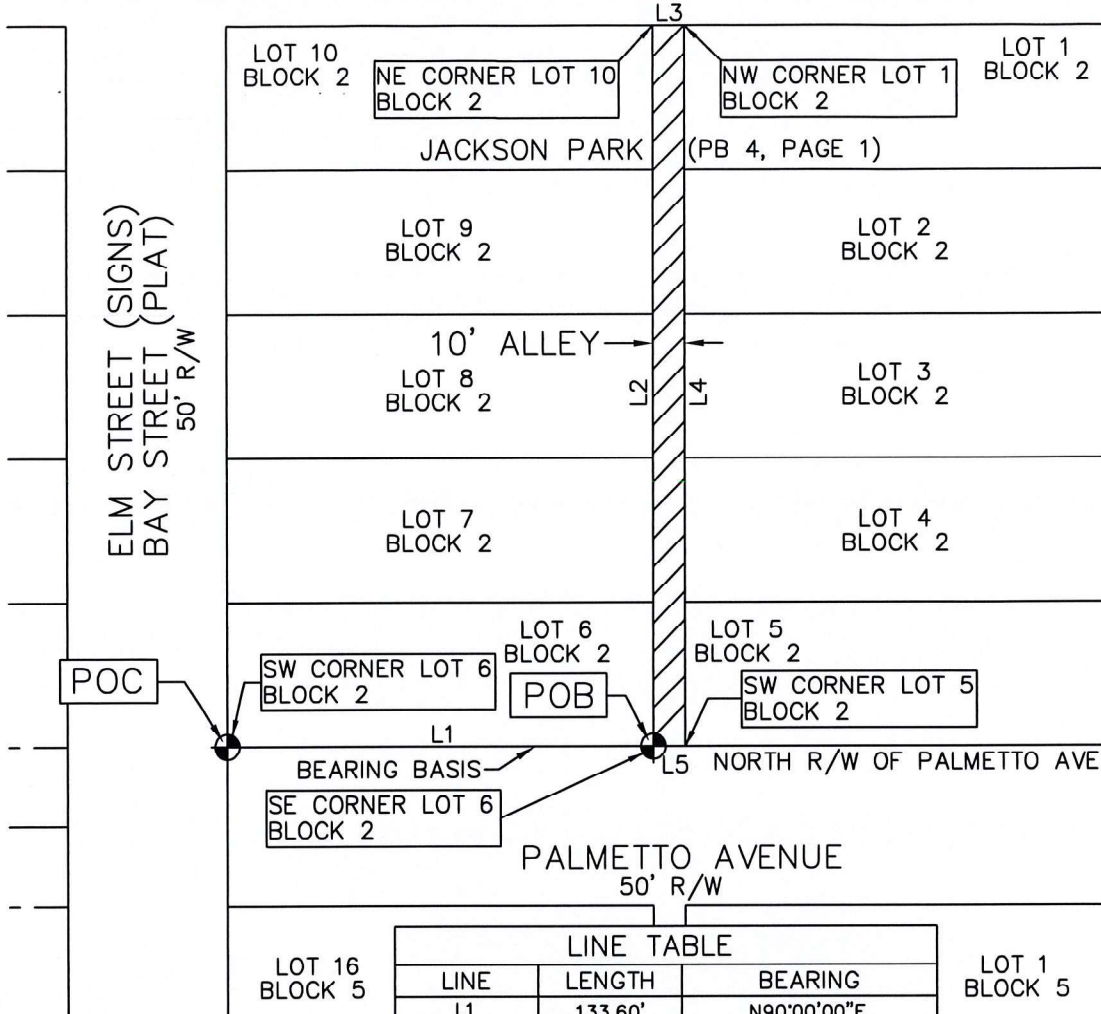 L3
LOT 10
BLOCK 2
NE CORNER LOT 10
BLOCK 2
NW CORNER LOT 1
BLOCK 2
LOT 1
BLOCK 2
JACKSON PARK (PB 4, PAGE 1)
ELM STREET (SIGNS)
BAY STREET (PLAT)
50' R/W
LOT 9
BLOCK 2
LOT 2
BLOCK 2
10' ALLEY
LOT 8
BLOCK 2
L2
L4
LOT 3
BLOCK 2
LOT 7
BLOCK 2
LOT 4
BLOCK 2
LOT 6
BLOCK 2
LOT 5
BLOCK 2
POC
SW CORNER LOT 6
BLOCK 2
POB
SW CORNER LOT 5
BLOCK 2
L1
BEARING BASIS
L5
NORTH R/W OF PALMETTO AVE
SE CORNER LOT 6
BLOCK 2
PALMETTO AVENUE
50' R/W
LOT 16
BLOCK 5
LINE TABLE
LINE LENGTH BEARING
L1 133.60' N90°00'00"E
LOT 1
BLOCK 5